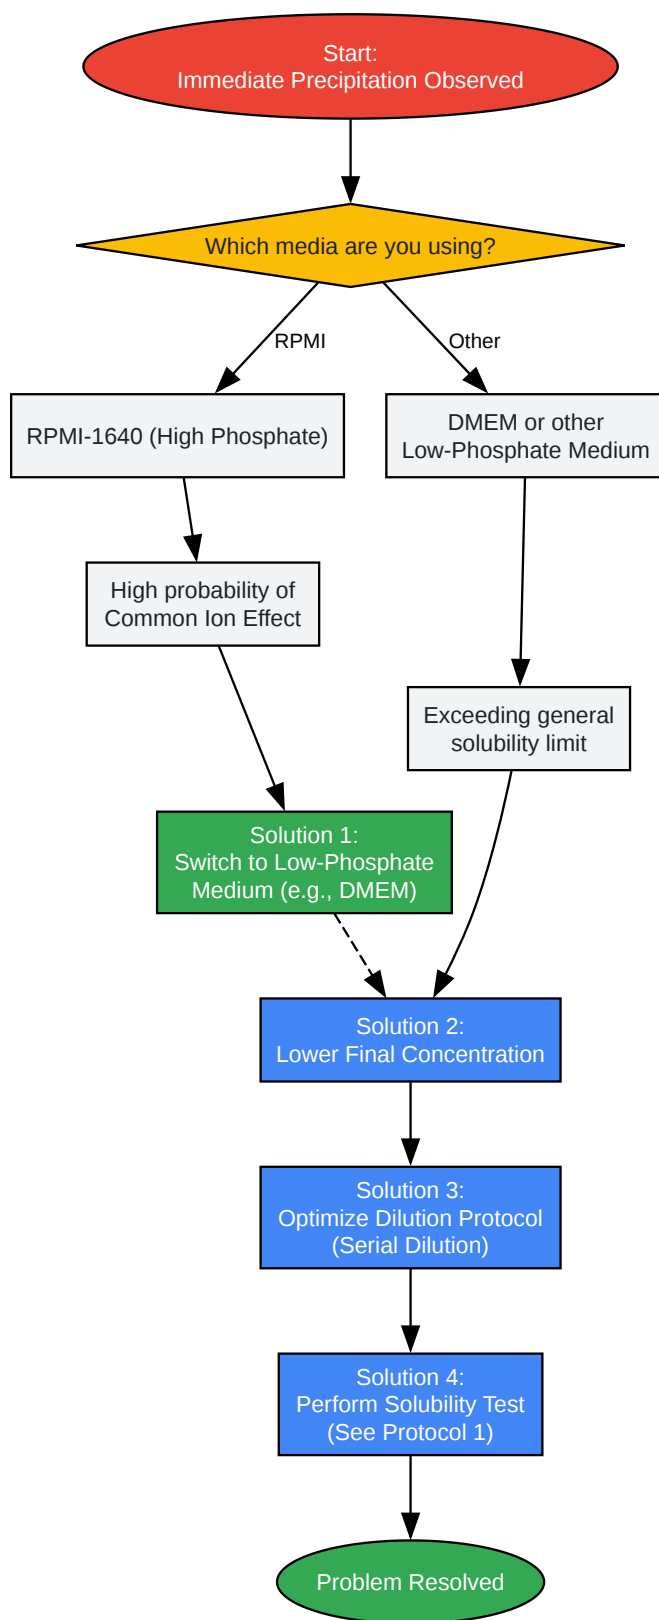 Start:
Immediate Precipitation Observed
Which media are you using?
RPMI
Other
RPMI-1640 (High Phosphate)
DMEM or other
Low-Phosphate Medium
High probability of
Common Ion Effect
Exceeding general
solubility limit
Solution 1:
Switch to Low-Phosphate
Medium (e.g., DMEM)
Solution 2:
Lower Final Concentration
Solution 3:
Optimize Dilution Protocol
(Serial Dilution)
Solution 4:
Perform Solubility Test
(See Protocol 1)
Problem Resolved